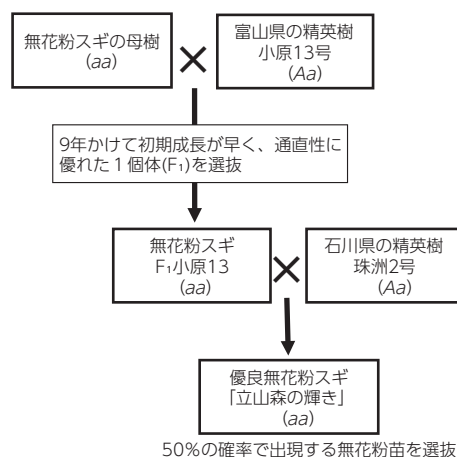 無花粉スギの母樹
(aa)
×
富山県の精英樹
小原13号
(Aa)
9年かけて初期成長が早く、通直性に
優れた1個体(F₁)を選抜
無花粉スギ
F₁小原13
(aa)
×
石川県の精英樹
珠洲2号
(Aa)
優良無花粉スギ
「立山森の輝き」
(aa)
50%の確率で出現する無花粉苗を選抜